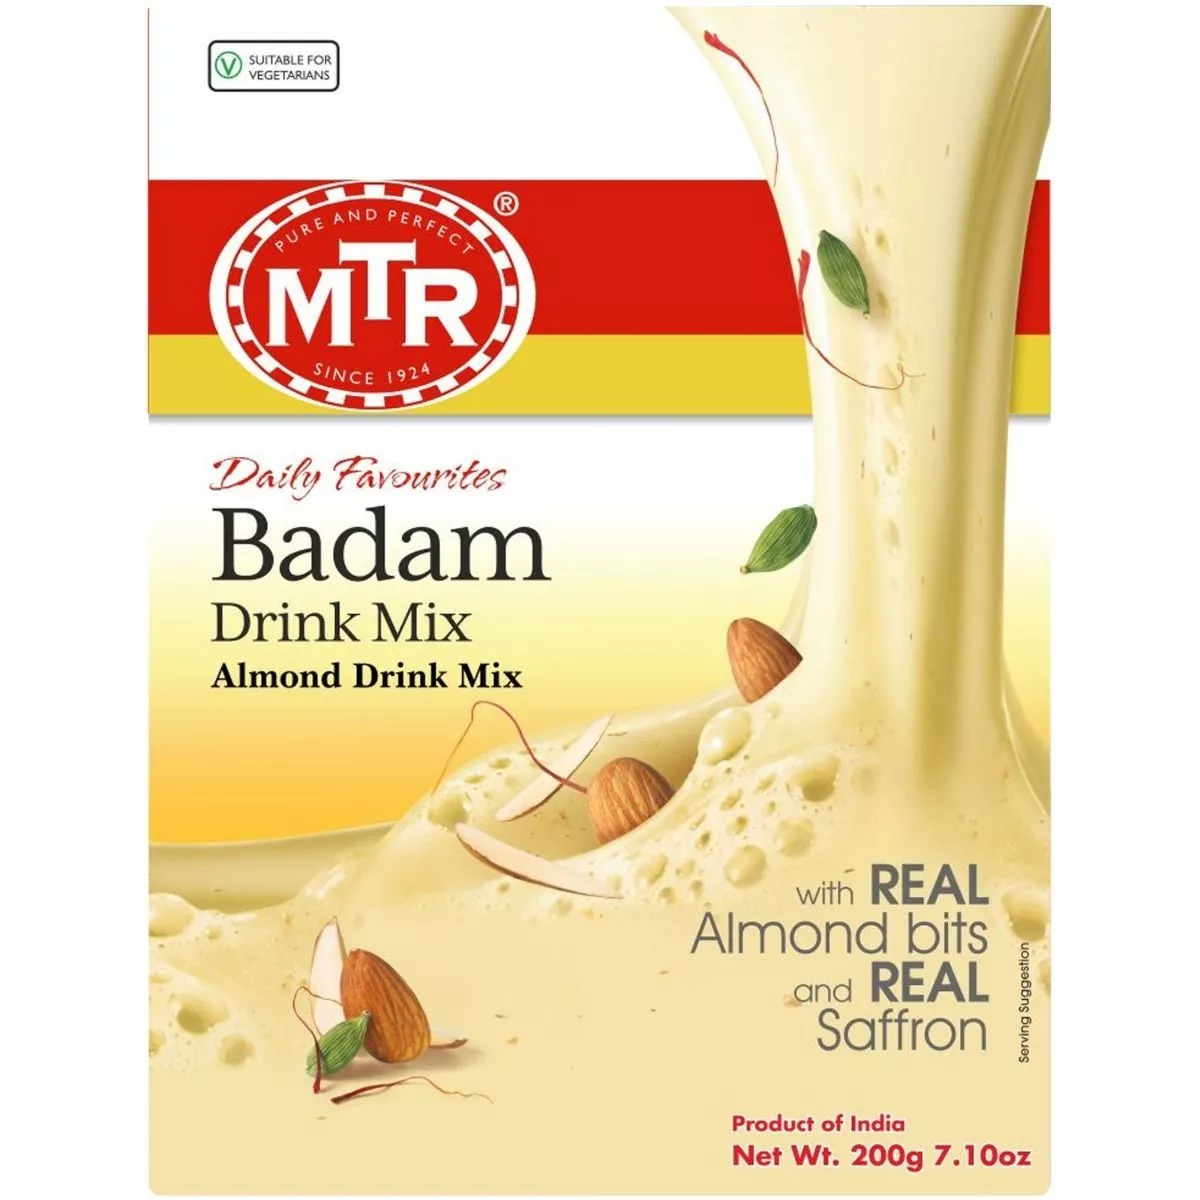 SUITABLE FOR
VEGETARIANS
PURE AND PERFECT
®
MTR
SINCE 1924
Daily Favourites
Badam
Drink Mix
Almond Drink Mix
with REAL
Almond bits
and REAL
Saffron
Serving Suggestion
Product of India
Net Wt. 200g 7.10oz